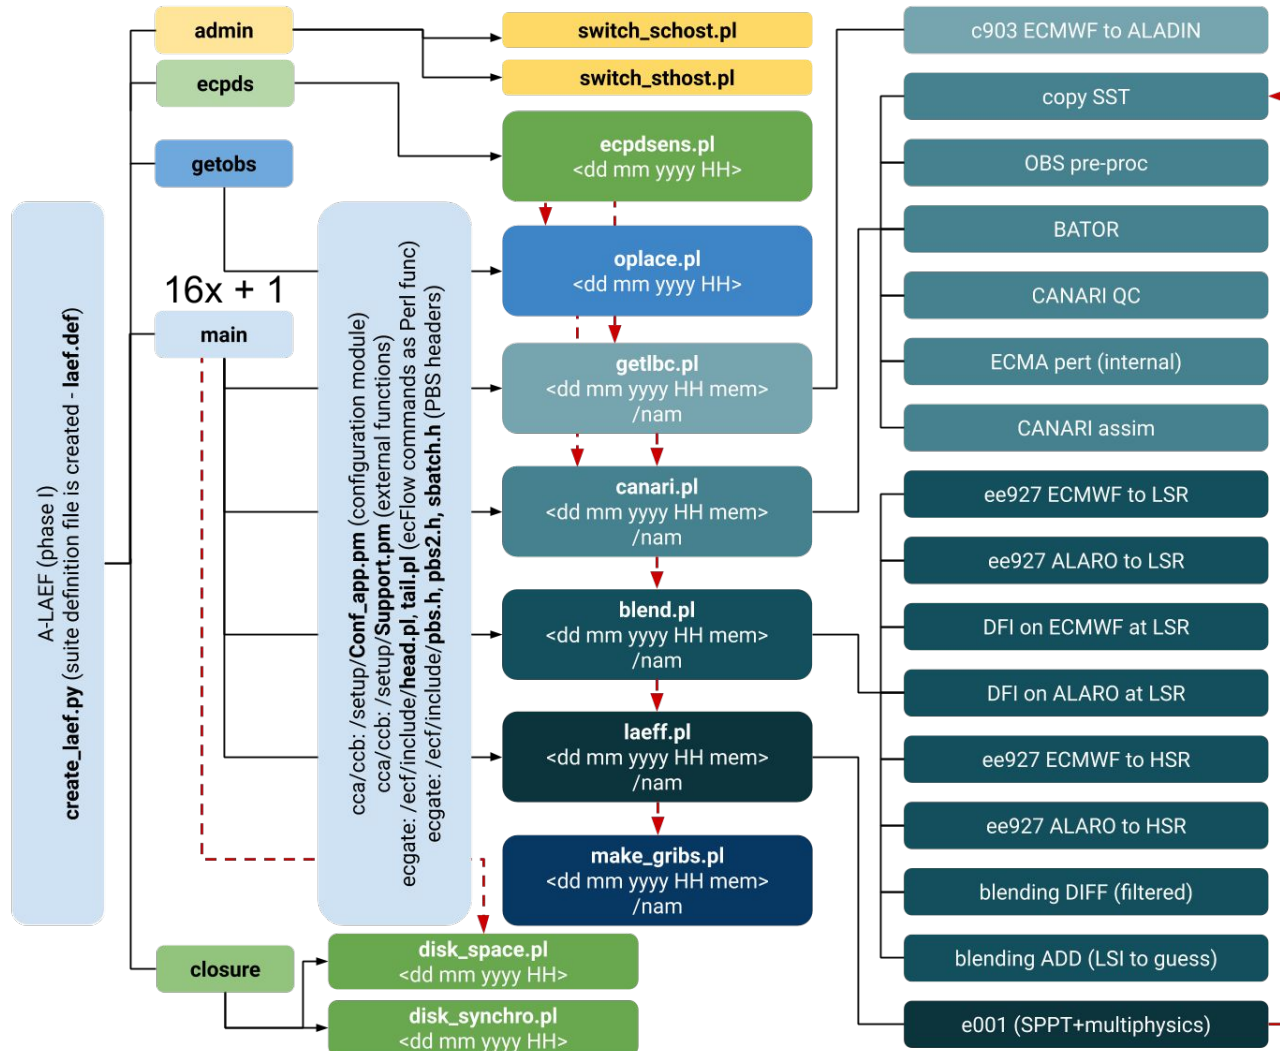 A-LAEF (phase I)
create_laef.py (suite definition file is created - laef.def)
admin
ecpds
getobs
16x + 1
main
closure
cca/ccb: /setup/Conf_app.pm (configuration module)
cca/ccb: /setup/Support.pm (external functions)
ecgate: /ecf/include/head.pl, tail.pl (ecFlow commands as Perl func)
ecgate: /ecf/include/pbs.h, pbs2.h, sbatch.h (PBS headers)
switch_schost.pl
switch_sthost.pl
ecpdsens.pl
<dd mm yyyy HH>
oplace.pl
<dd mm yyyy HH>
getlbc.pl
<dd mm yyyy HH mem>
/nam
canari.pl
<dd mm yyyy HH mem>
/nam
blend.pl
<dd mm yyyy HH mem>
/nam
laeff.pl
<dd mm yyyy HH mem>
/nam
make_gribs.pl
<dd mm yyyy HH mem>
/nam
disk_space.pl
<dd mm yyyy HH>
disk_synchro.pl
<dd mm yyyy HH>
c903 ECMWF to ALADIN
copy SST
OBS pre-proc
BATOR
CANARI QC
ECMA pert (internal)
CANARI assim
ee927 ECMWF to LSR
ee927 ALARO to LSR
DFI on ECMWF at LSR
DFI on ALARO at LSR
ee927 ECMWF to HSR
ee927 ALARO to HSR
blending DIFF (filtered)
blending ADD (LSI to guess)
e001 (SPPT+multiphysics)